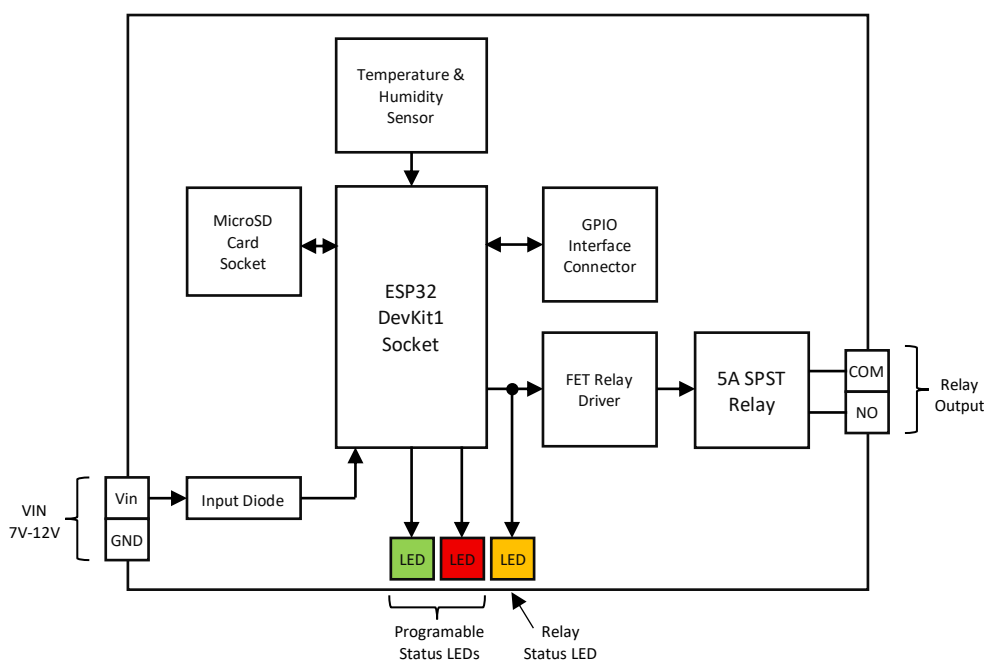 Temperature &
Humidity
Sensor
MicroSD
Card
Socket
ESP32
DevKit1
Socket
GPIO
Interface
Connector
FET Relay
Driver
5A SPST
Relay
COM
NO
Relay
Output
VIN
7V-12V
Vin
GND
Input Diode
LED
LED
LED
Programable
Status LEDs
Relay
Status LED